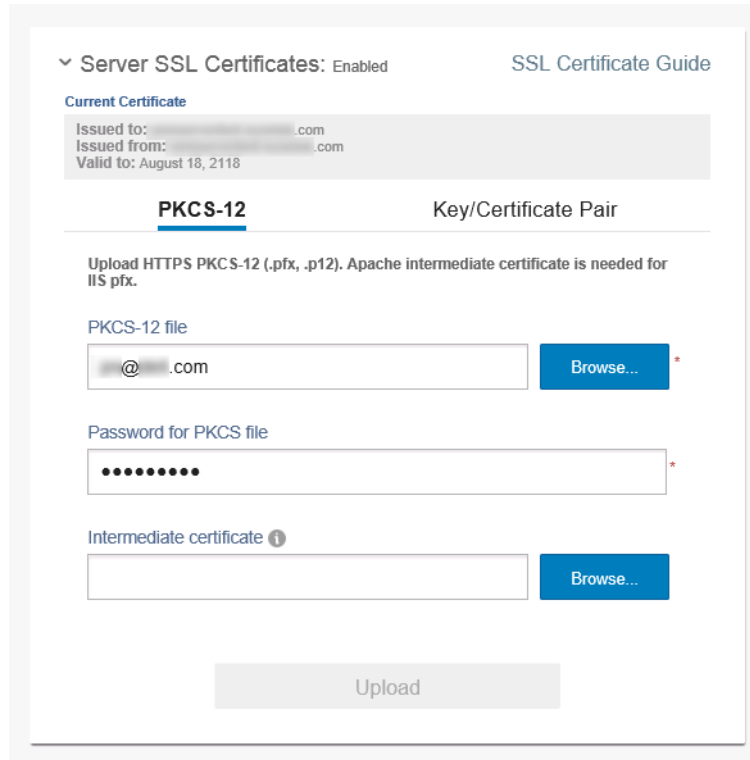 Server SSL Certificates: Enabled
SSL Certificate Guide
Current Certificate
Issued to: .com
Issued from: .com
Valid to: August 18, 2118
PKCS-12
Key/Certificate Pair
Upload HTTPS PKCS-12 (.pfx, .p12). Apache intermediate certificate is needed for
IIS pfx.
PKCS-12 file
@ .com
Browse...
*
Password for PKCS file
•••••••••
*
Intermediate certificate
Browse...
Upload